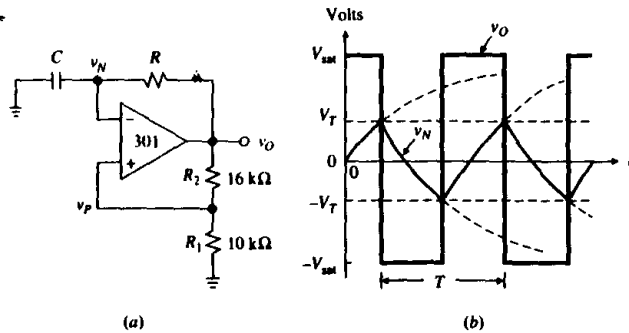 C
v_N
R
301
−
+
v_O
R_2
16 kΩ
v_P
R_1
10 kΩ
(a)
Volts
V_sat
v_O
V_T
v_N
0
0
−V_T
−V_sat
T
(b)